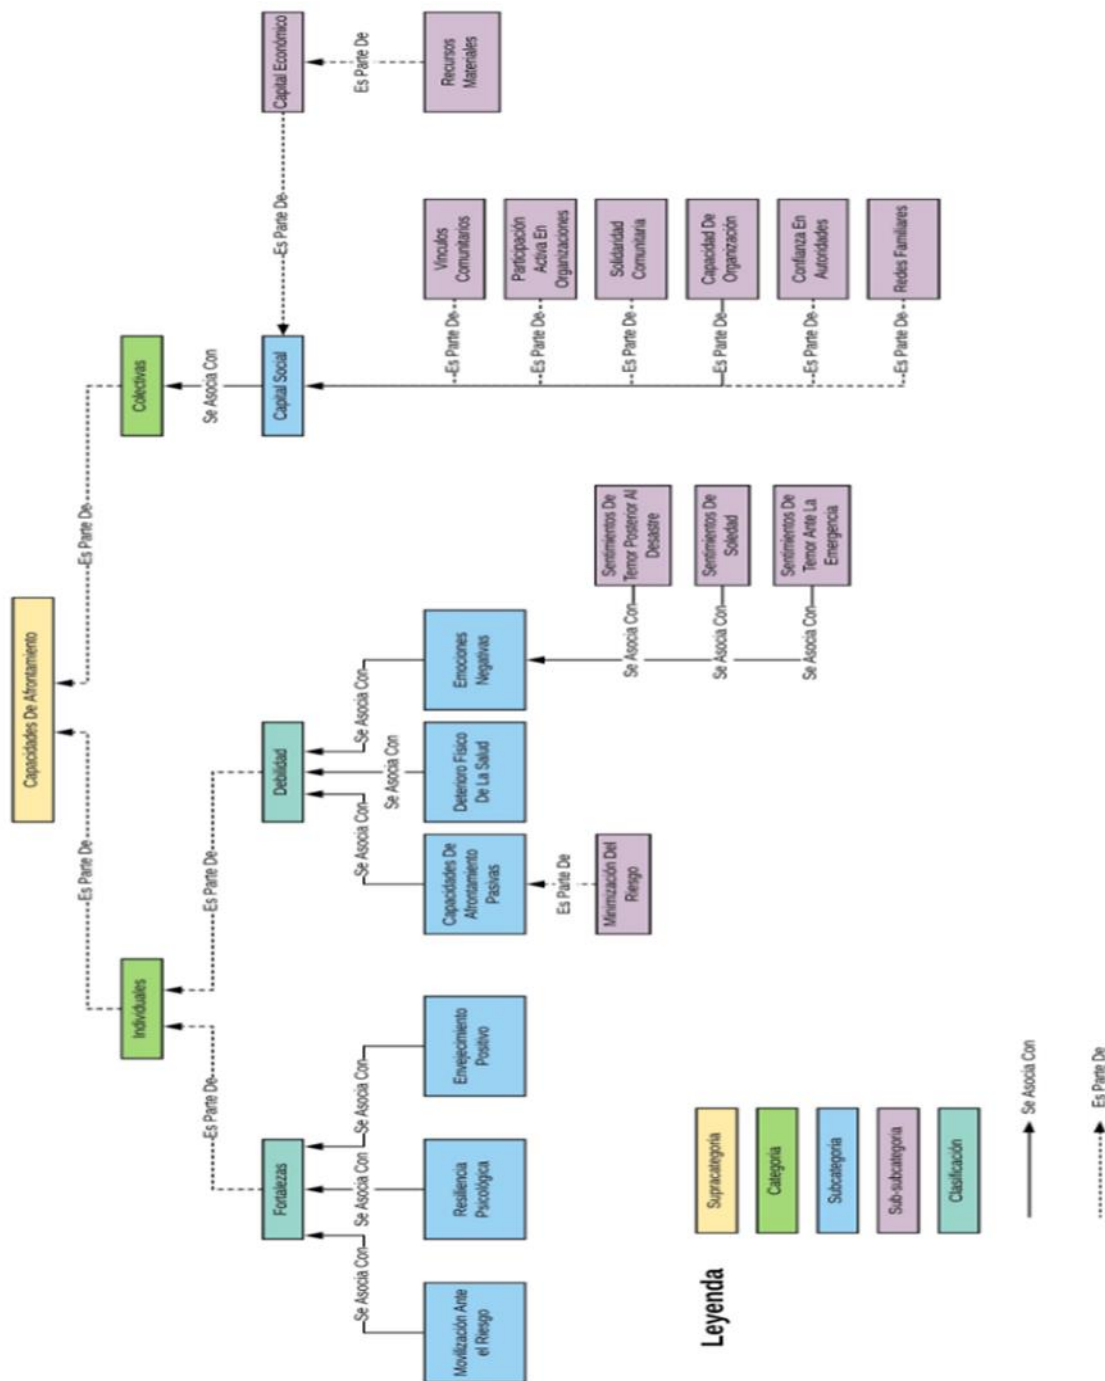 Capacidades De Afrontamiento
Es Parte De
Es Parte De
Individuales
Colectivas
Es Parte De
Es Parte De
Se Asocia Con
Fortalezas
Debilidad
Capital Social
Es Parte De
Capital Económico
Se Asocia Con
Se Asocia Con
Se Asocia Con
Se Asocia Con
Se Asocia Con
Se Asocia Con
Es Parte De
Movilización Ante
el Riesgo
Resiliencia
Psicológica
Envejecimiento
Positivo
Capacidades De
Afrontamiento
Pasivas
Deterioro Físico
De La Salud
Emociones
Negativas
Recursos
Materiales
Es Parte De
Minimización Del
Riesgo
Se Asocia Con
Sentimientos De
Temor Posterior Al
Desastre
Se Asocia Con
Sentimientos De
Soledad
Se Asocia Con
Sentimientos De
Temor Ante La
Emergencia
Es Parte De
Vínculos
Comunitarios
Es Parte De
Participación
Activa En
Organizaciones
Es Parte De
Solidaridad
Comunitaria
Es Parte De
Capacidad De
Organización
Es Parte De
Confianza En
Autoridades
Es Parte De
Redes Familiares
Leyenda
Supracategoria
Categoria
Subcategoria
Sub-subcategoria
Clasificación
Se Asocia Con
Es Parte De